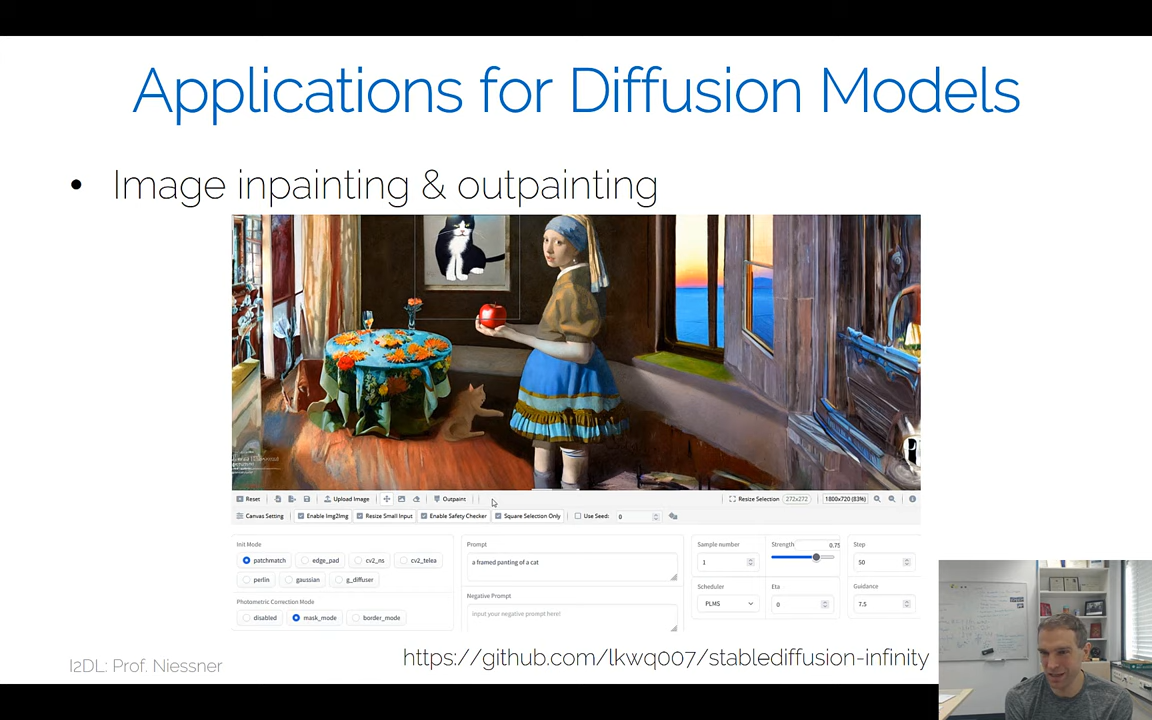 Applications for Diffusion Models
• Image inpainting & outpainting
Reset Upload Image Outpaint Resize Selection 272x272 1800x720 (83%)
Canvas Setting Enable Img2Img Resize Small Input Enable Safety Checker Square Selection Only Use Seed: 0
Init Mode
patchmatch edge_pad cv2_ns cv2_telea
perlin gaussian g_diffuser
Photometric Correction Mode
disabled mask_mode border_mode
Prompt
a framed panting of a cat
Negative Prompt
Input your negative prompt here!
Sample number
1
Strength 0.75
Step
50
Scheduler
PLMS
Eta
0
Guidance
7.5
I2DL: Prof. Niessner
https://github.com/lkwq007/stablediffusion-infinity